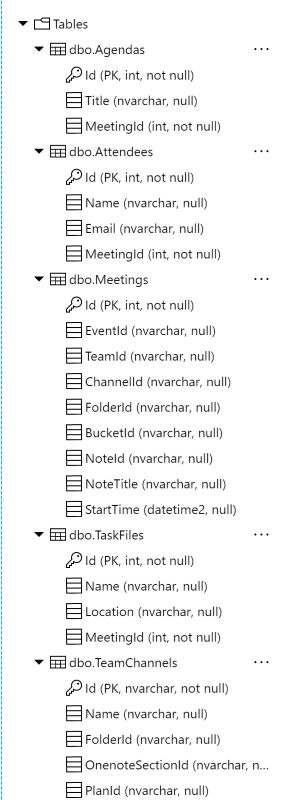 Tables
dbo.Agendas
Id (PK, int, not null)
Title (nvarchar, null)
MeetingId (int, not null)
dbo.Attendees
Id (PK, int, not null)
Name (nvarchar, null)
Email (nvarchar, null)
MeetingId (int, not null)
dbo.Meetings
Id (PK, int, not null)
EventId (nvarchar, null)
TeamId (nvarchar, null)
ChannelId (nvarchar, null)
FolderId (nvarchar, null)
BucketId (nvarchar, null)
NoteId (nvarchar, null)
NoteTitle (nvarchar, null)
StartTime (datetime2, null)
dbo.TaskFiles
Id (PK, int, not null)
Name (nvarchar, null)
Location (nvarchar, null)
MeetingId (int, not null)
dbo.TeamChannels
Id (PK, nvarchar, not null)
Name (nvarchar, null)
FolderId (nvarchar, null)
OnenoteSectionId (nvarchar, n...
PlanId (nvarchar, null)